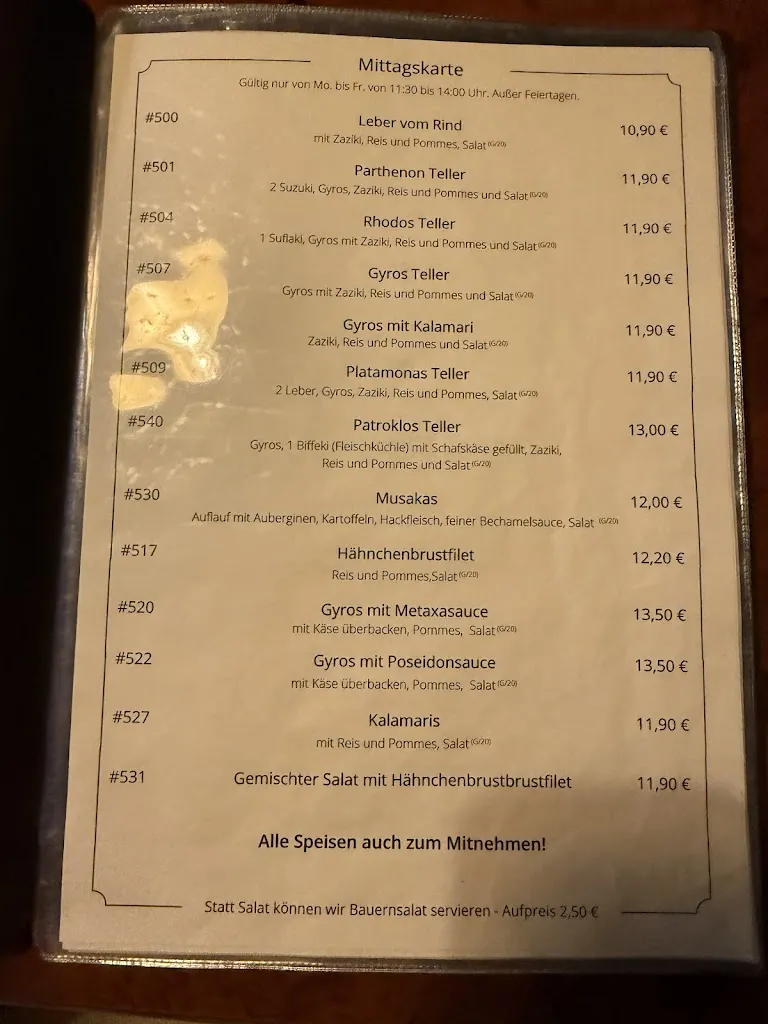 Mittagskarte
Gültig nur von Mo. bis Fr. von 11:30 bis 14:00 Uhr. Außer Feiertagen.
#500 Leber vom Rind 10,90 €
mit Zaziki, Reis und Pommes, Salat (G/20)
#501 Parthenon Teller 11,90 €
2 Suzuki, Gyros, Zaziki, Reis und Pommes und Salat (G/20)
#504 Rhodos Teller 11,90 €
1 Suflaki, Gyros mit Zaziki, Reis und Pommes und Salat (G/20)
#507 Gyros Teller 11,90 €
Gyros mit Zaziki, Reis und Pommes und Salat (G/20)
Gyros mit Kalamari 11,90 €
Zaziki, Reis und Pommes und Salat (G/20)
#509 Platamonas Teller 11,90 €
2 Leber, Gyros, Zaziki, Reis und Pommes, Salat (G/20)
#540 Patroklos Teller 13,00 €
Gyros, 1 Biffeki (Fleischküchle) mit Schafskäse gefüllt, Zaziki,
Reis und Pommes und Salat (G/20)
#530 Musakas 12,00 €
Auflauf mit Auberginen, Kartoffeln, Hackfleisch, feiner Bechamelsauce, Salat (G/20)
#517 Hähnchenbrustfilet 12,20 €
Reis und Pommes,Salat (G/20)
#520 Gyros mit Metaxasauce 13,50 €
mit Käse überbacken, Pommes, Salat (G/20)
#522 Gyros mit Poseidonsauce 13,50 €
mit Käse überbacken, Pommes, Salat (G/20)
#527 Kalamaris 11,90 €
mit Reis und Pommes, Salat (G/20)
#531 Gemischter Salat mit Hähnchenbrustbrustfilet 11,90 €
Alle Speisen auch zum Mitnehmen!
Statt Salat können wir Bauernsalat servieren - Aufpreis 2,50 €